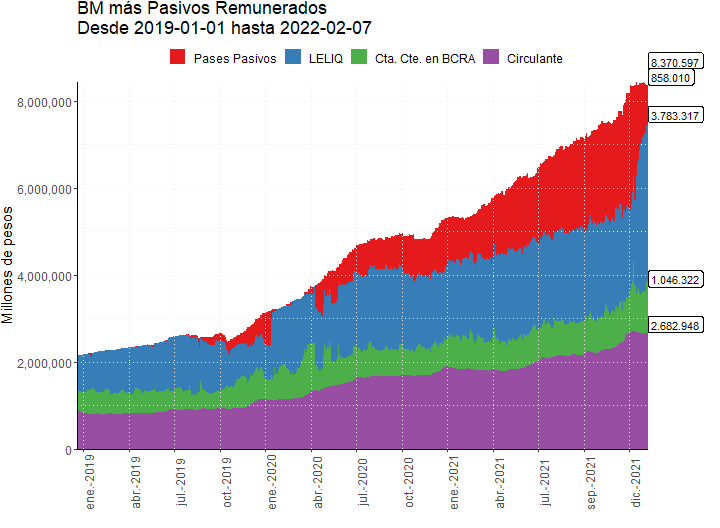 BM más Pasivos Remunerados
Desde 2019-01-01 hasta 2022-02-07
Pases Pasivos LELIQ Cta. Cte. en BCRA Circulante
8.370.597
858.010
3.783.317
1.046.322
2.682.948
Millones de pesos
8,000,000
6,000,000
4,000,000
2,000,000
0
ene.-2019
abr.-2019
jul.-2019
oct.-2019
ene.-2020
abr.-2020
jul.-2020
oct.-2020
ene.-2021
abr.-2021
jul.-2021
sep.-2021
dic.-2021